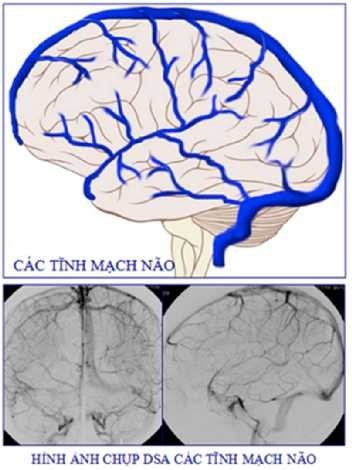 CÁC TĨNH MẠCH NÃO
HÌNH ẢNH CHỤP DSA CÁC TĨNH MẠCH NÃO